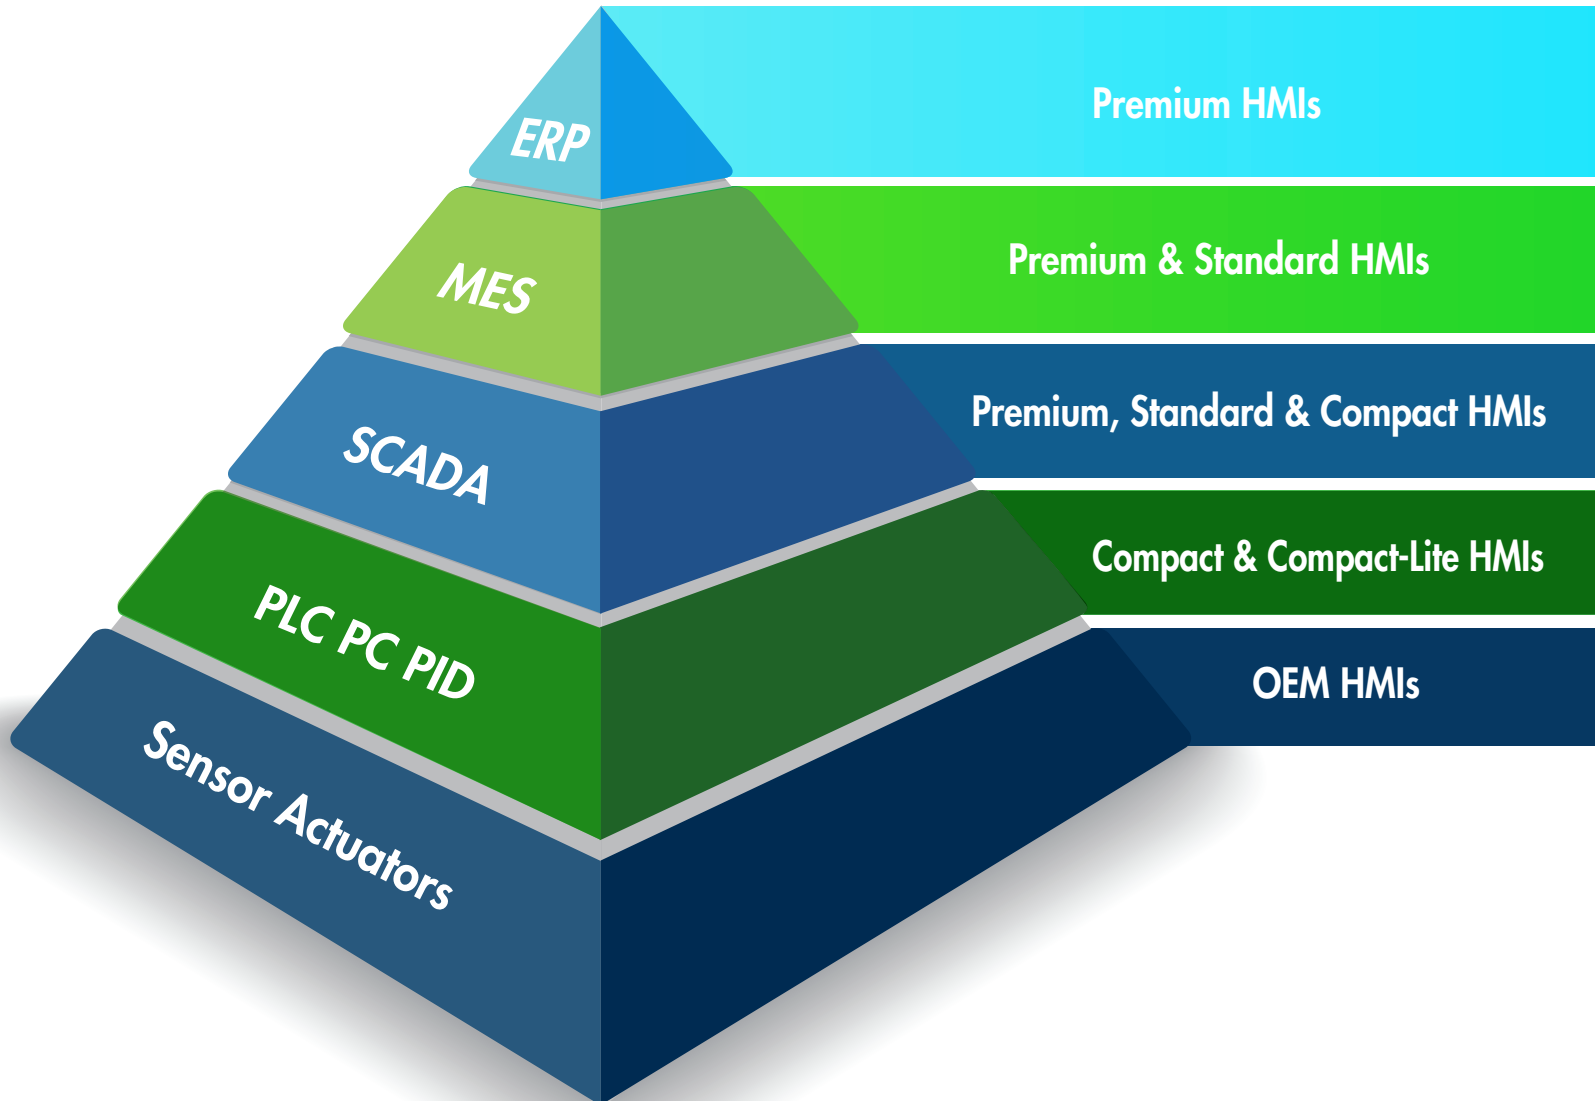 ERP
Premium HMIs
MES
Premium & Standard HMIs
SCADA
Premium, Standard & Compact HMIs
PLC PC PID
Compact & Compact-Lite HMIs
Sensor Actuators
OEM HMIs